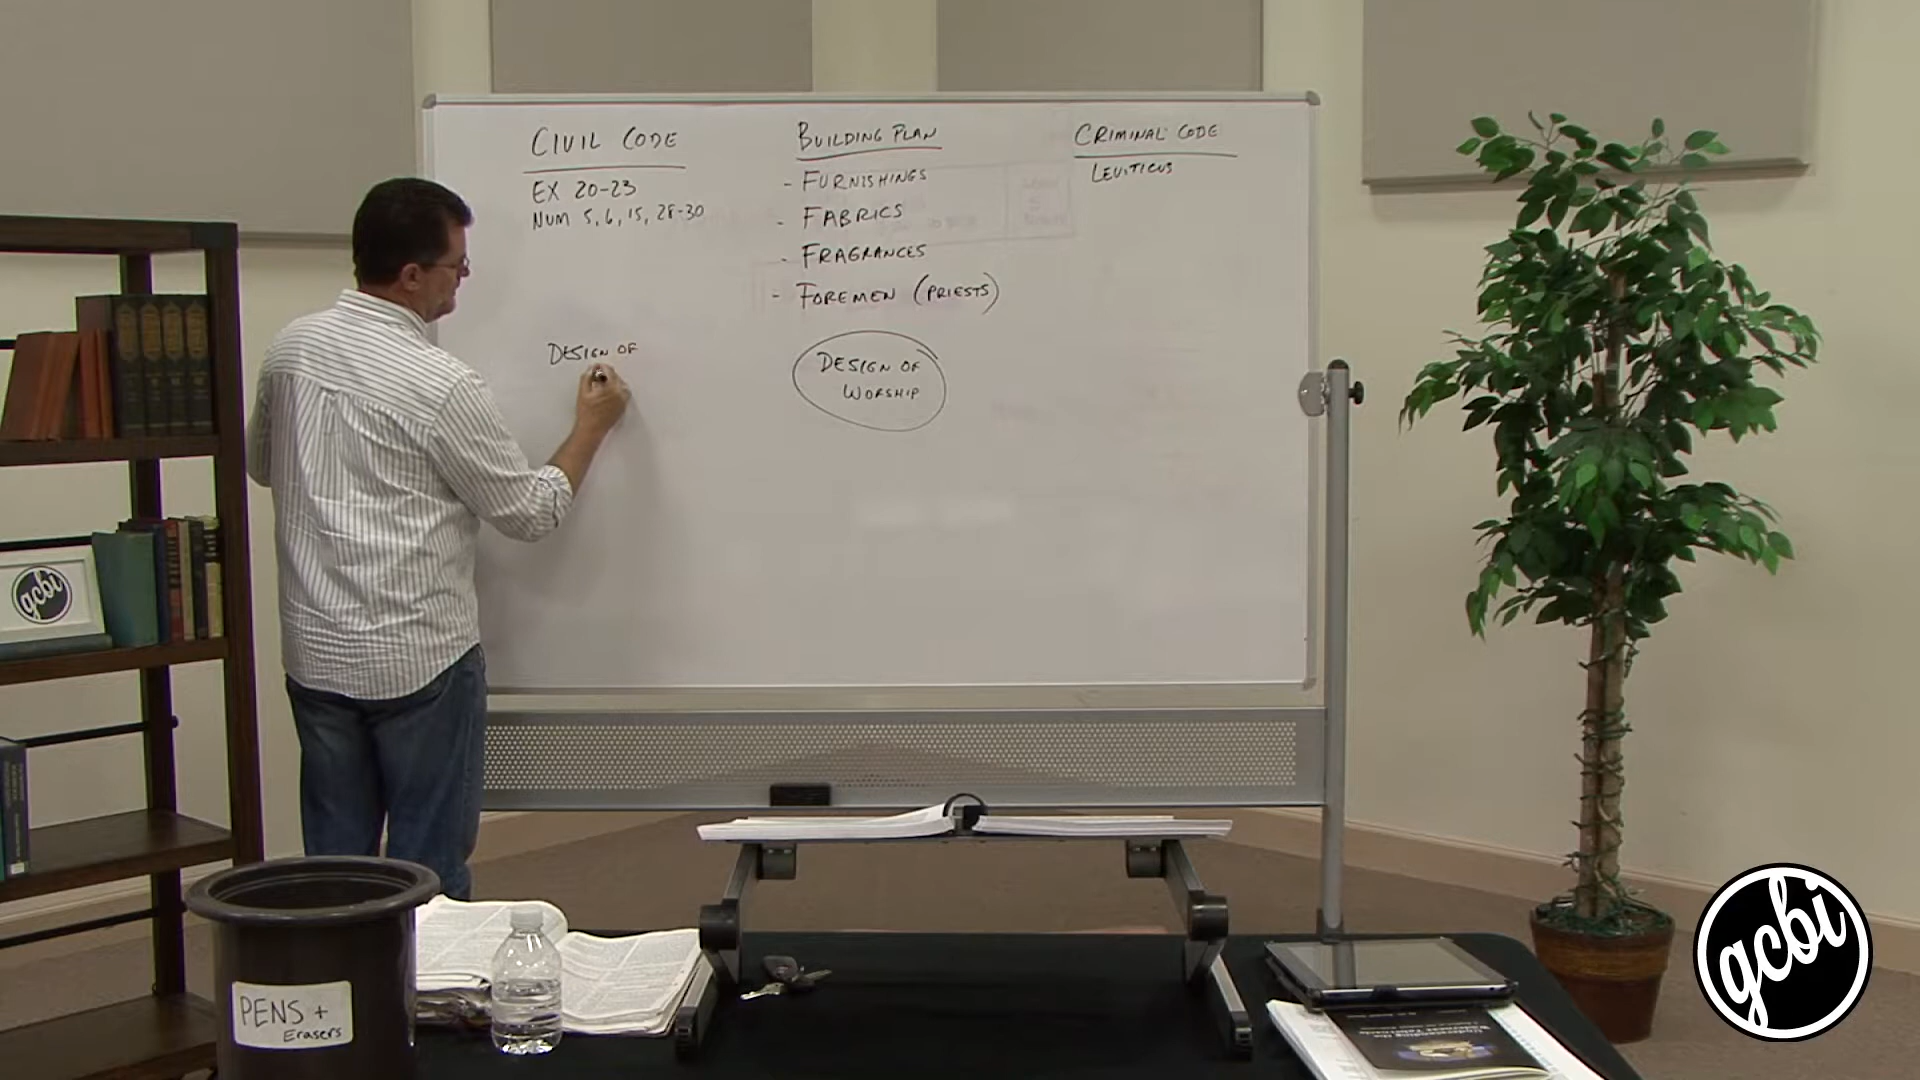 CIVIL CODE
EX 20-23
NUM 5, 6, 15, 28-30
DESIGN OF
BUILDING PLAN
- FURNISHINGS
- FABRICS
- FRAGRANCES
- FOREMEN (PRIESTS)
DESIGN OF
WORSHIP
CRIMINAL CODE
LEVITICUS
gcbi
PENS +
Erasers
gcbi